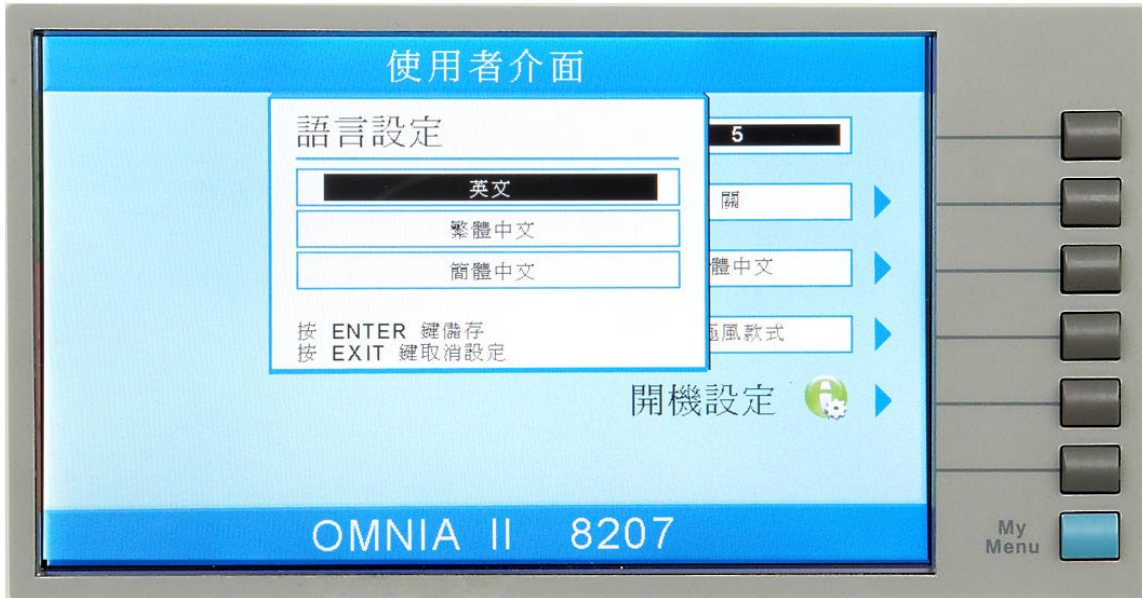 使用者介面
語言設定
英文
繁體中文
簡體中文
按 ENTER 鍵儲存
按 EXIT 鍵取消設定
5
關
體中文
風款式
開機設定
OMNIA II 8207
My
Menu